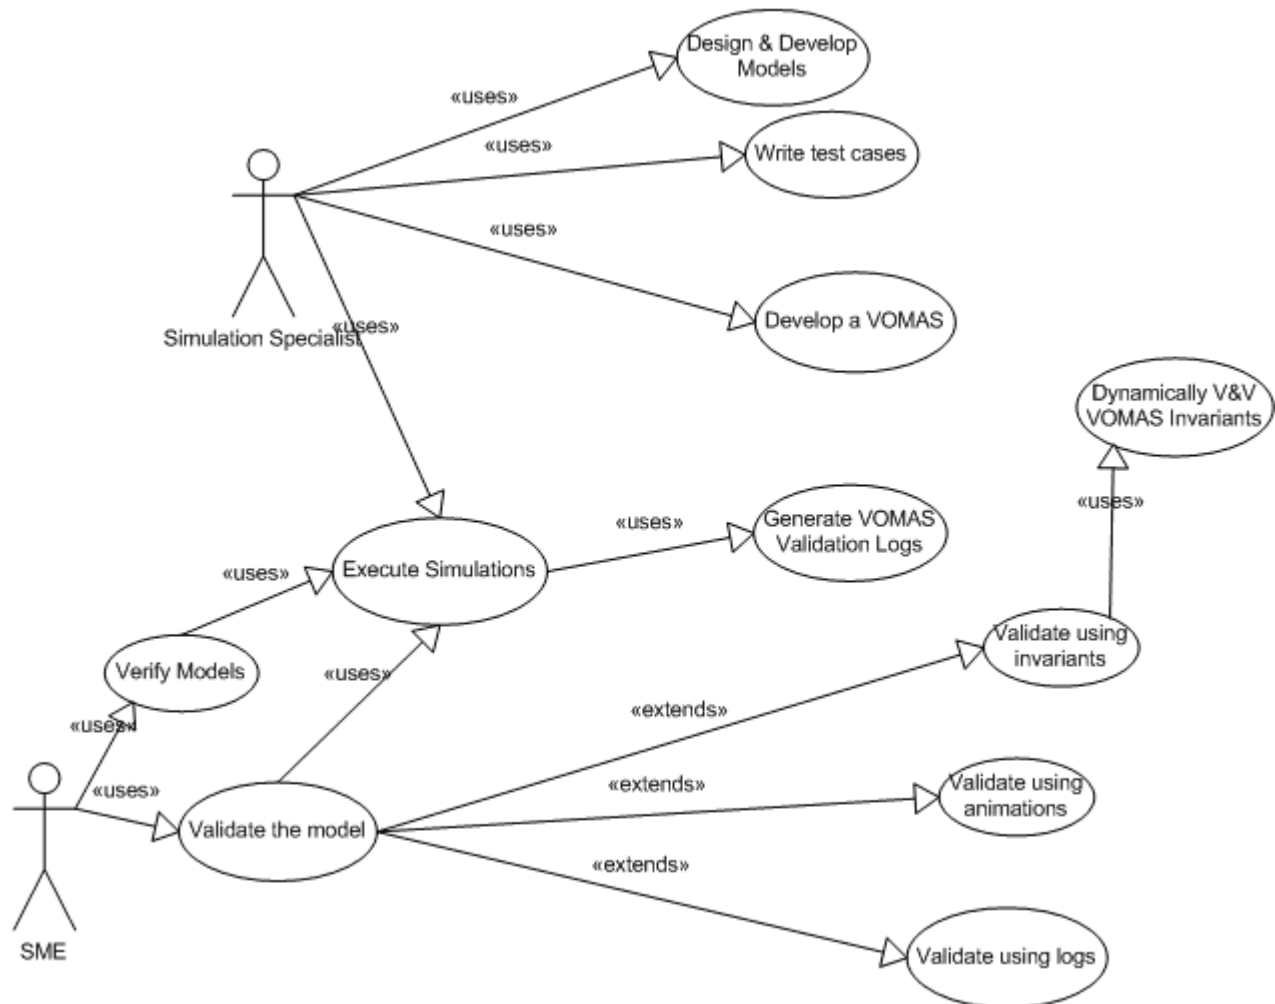 Design & Develop
Models
«uses»
«uses»
Write test cases
«uses»
Develop a VOMAS
«uses»
Simulation Specialist
Dynamically V&V
VOMAS Invariants
«uses»
Generate VOMAS
Validation Logs
«uses»
Execute Simulations
«uses»
«uses»
Verify Models
«uses»
Validate using
invariants
«extends»
«uses»
«uses»
Validate the model
«extends»
Validate using
animations
«extends»
Validate using logs
SME